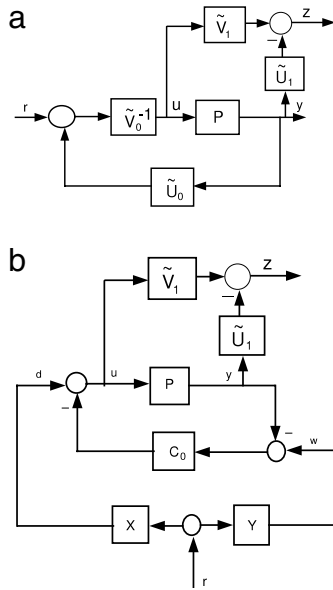 a
Ṽ₁
z
−
Ũ₁
r
Ṽ₀⁻¹
u
P
y
Ũ₀
b
Ṽ₁
z
−
Ũ₁
d
u
P
y
−
C₀
−
w
X
Y
r